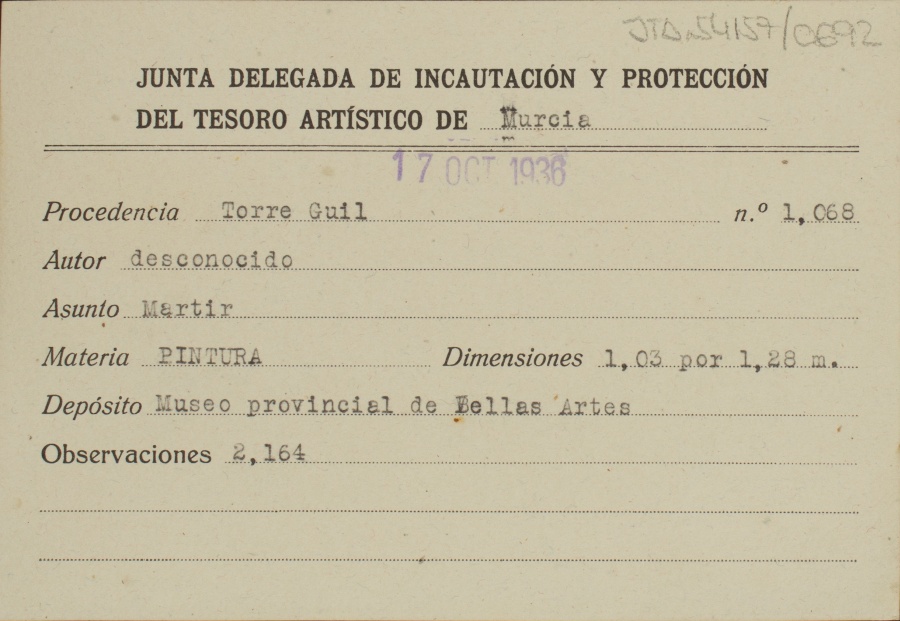 JTD-54157/0692
JUNTA DELEGADA DE INCAUTACIÓN Y PROTECCIÓN
DEL TESORO ARTÍSTICO DE Murcia
17 OCT 1936
Procedencia Torre Guil n.º 1,068
Autor desconocido
Asunto Martir
Materia PINTURA Dimensiones 1,03 por 1,28 m.
Depósito Museo provincial de Bellas Artes
Observaciones 2,164